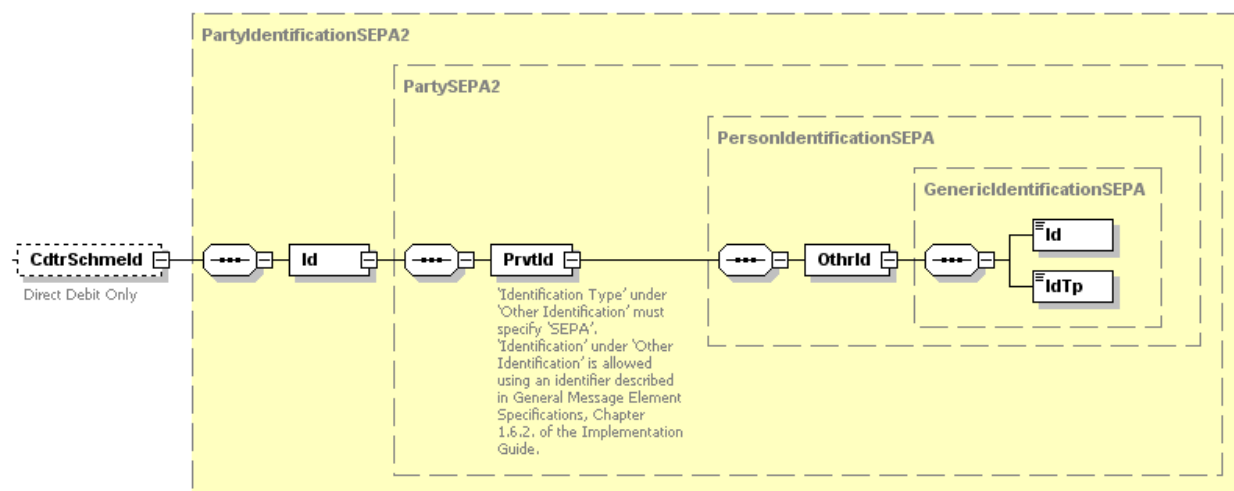 PartyIdentificationSEPA2
PartySEPA2
PersonIdentificationSEPA
GenericIdentificationSEPA
CdtrSchmeId
Direct Debit Only
Id
PrvtId
'Identification Type' under
'Other Identification' must
specify 'SEPA'.
'Identification' under 'Other
Identification' is allowed
using an identifier described
in General Message Element
Specifications, Chapter
1.6.2. of the Implementation
Guide.
OthrId
Id
IdTp